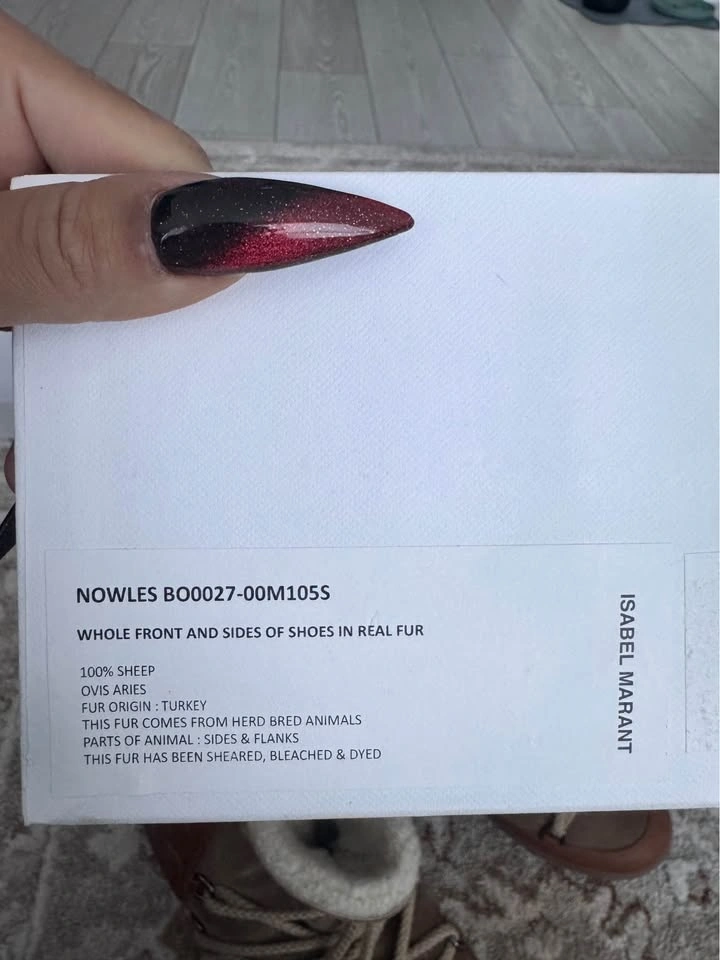 NOWLES BO0027-00M105S
WHOLE FRONT AND SIDES OF SHOES IN REAL FUR
100% SHEEP
OVIS ARIES
FUR ORIGIN : TURKEY
THIS FUR COMES FROM HERD BRED ANIMALS
PARTS OF ANIMAL : SIDES & FLANKS
THIS FUR HAS BEEN SHEARED, BLEACHED & DYED
ISABEL MARANT